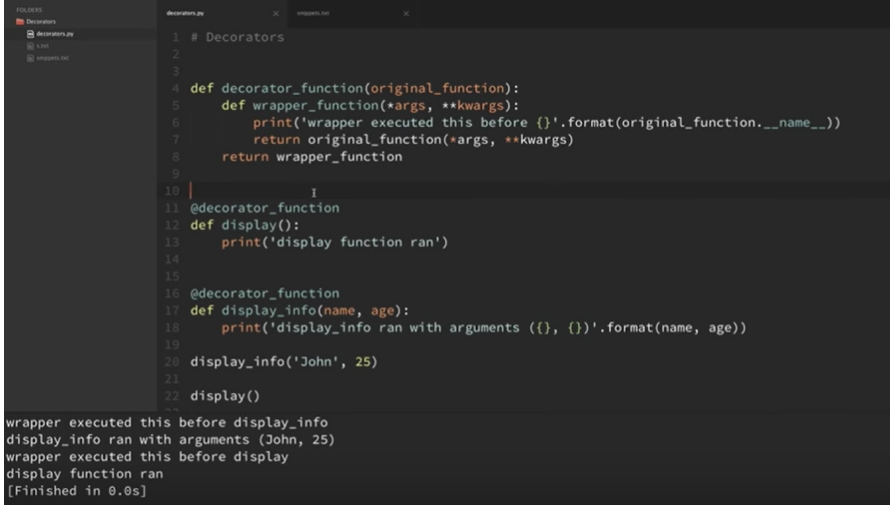 FOLDERS
Decorators
decorators.py
s.txt
snippets.txt
decorators.py
snippets.txt
1 # Decorators
2
3
4 def decorator_function(original_function):
5     def wrapper_function(*args, **kwargs):
6         print('wrapper executed this before {}'.format(original_function.__name__))
7         return original_function(*args, **kwargs)
8     return wrapper_function
9
10
11 @decorator_function
12 def display():
13     print('display function ran')
14
15
16 @decorator_function
17 def display_info(name, age):
18     print('display_info ran with arguments ({}, {})'.format(name, age))
19
20 display_info('John', 25)
21
22 display()
wrapper executed this before display_info
display_info ran with arguments (John, 25)
wrapper executed this before display
display function ran
[Finished in 0.0s]